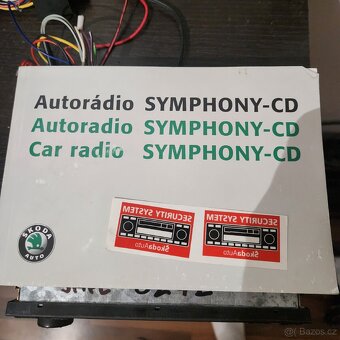 Autorádio SYMPHONY-CD
Autoradio SYMPHONY-CD
Car radio SYMPHONY-CD
SKODA
AUTO
SECURITY SYSTEM
ŠkodaAuto
SECURITY SYSTEM
ŠkodaAuto
Bazoš.cz